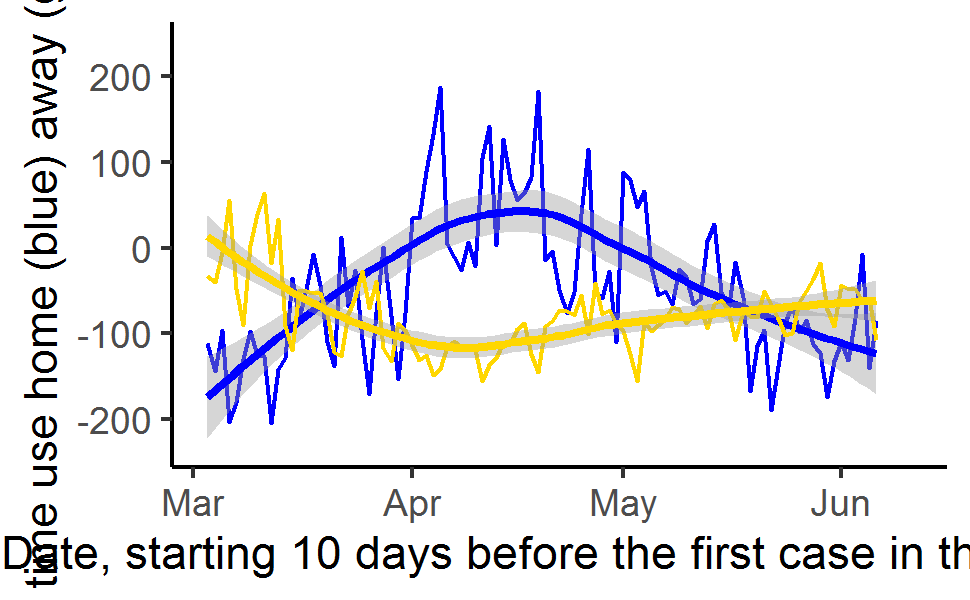 time use home (blue) away (
200
100
0
-100
-200
Mar Apr May Jun
Date, starting 10 days before the first case in th